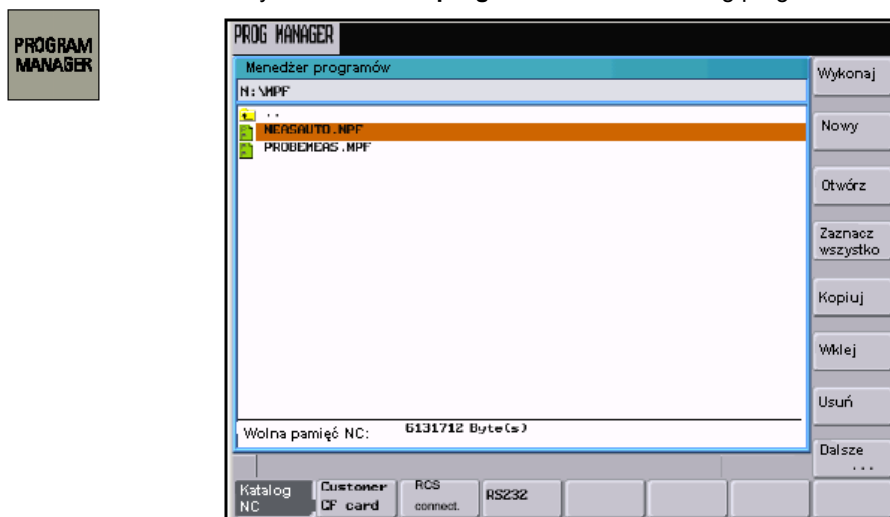 PROGRAM
MANAGER
PROG MANAGER
Menedżer programów
N:\MPF
..
MEASAUTO.MPF
PROBEMEAS.MPF
Wolna pamięć NC: 6131712 Byte(s)
Wykonaj
Nowy
Otwórz
Zaznacz
wszystko
Kopiuj
Wklej
Usuń
Dalsze
...
Katalog
NC
Customer
CF card
RCS
connect.
RS232